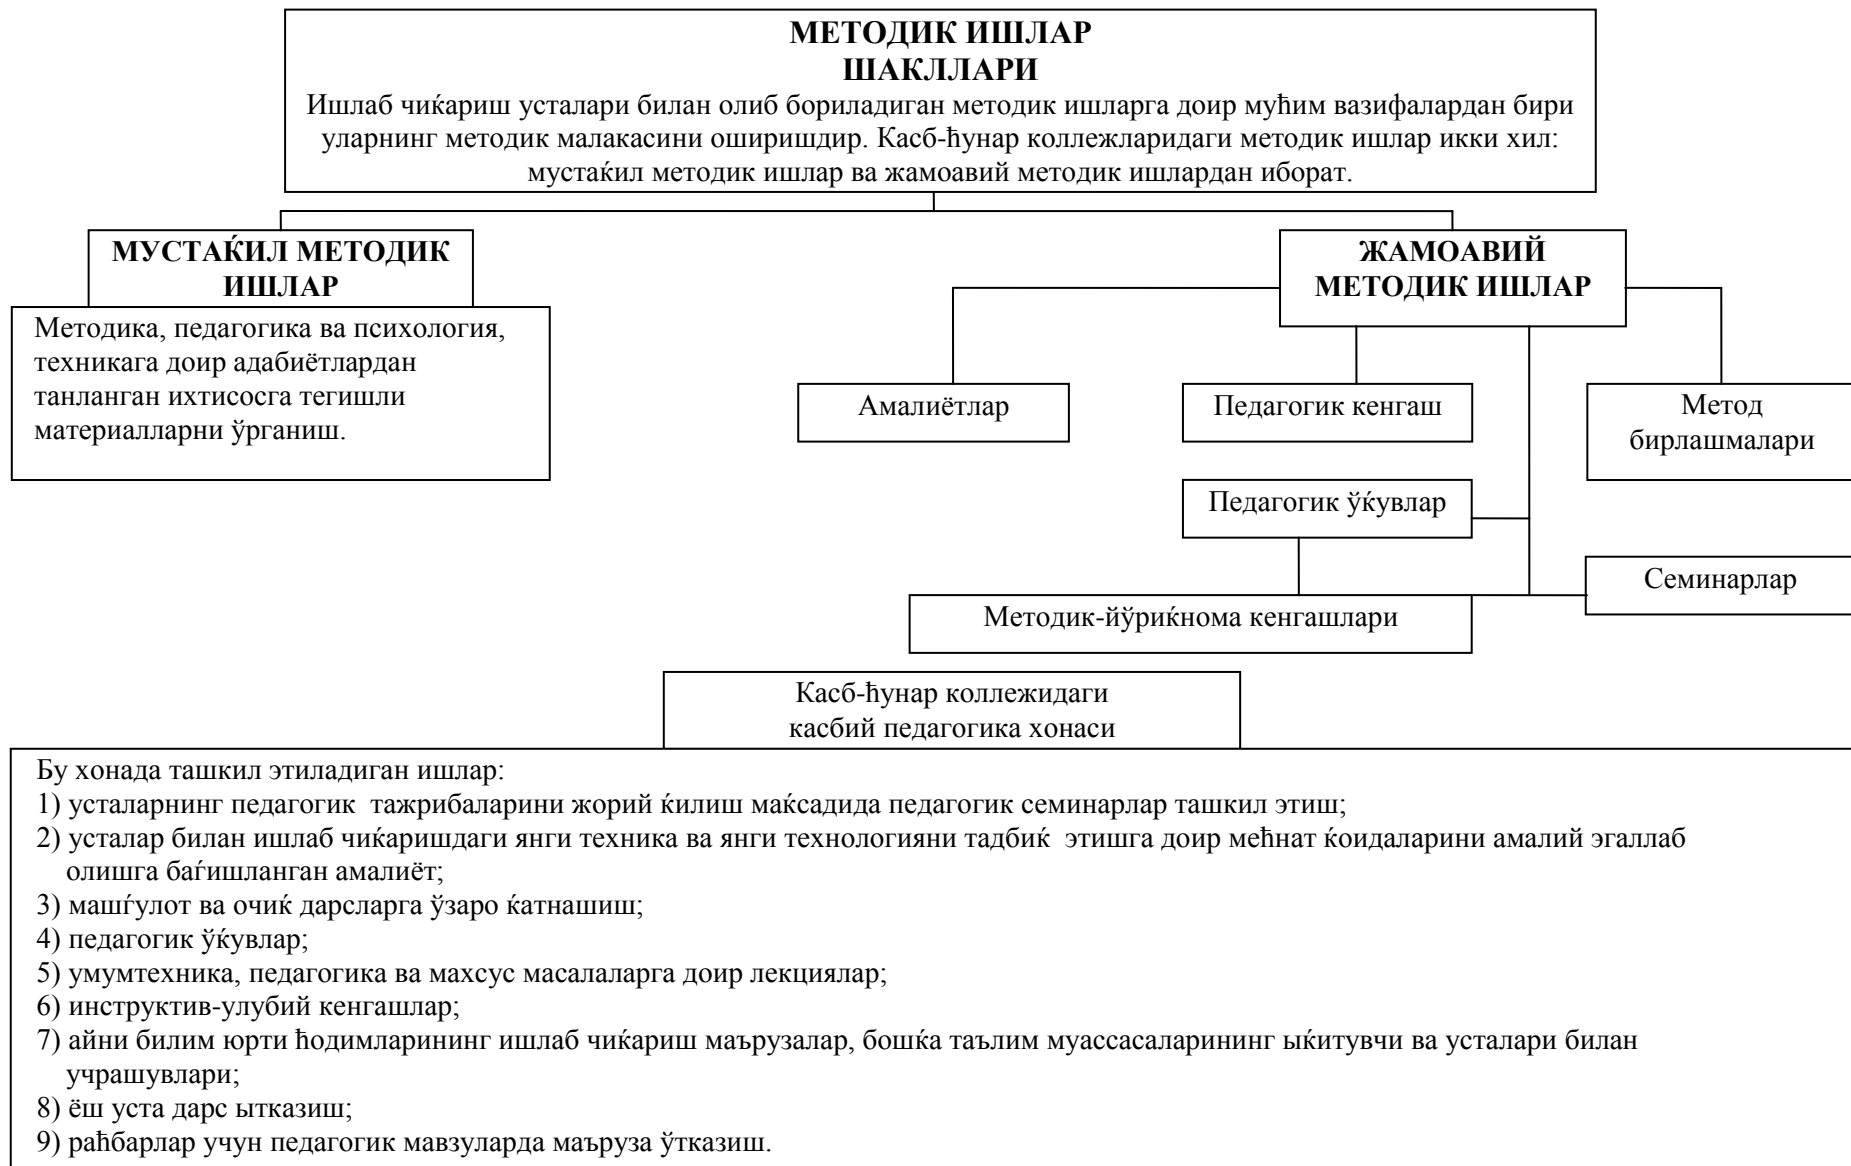 МЕТОДИК ИШЛАР
ШАКЛЛАРИ
Ишлаб чиќариш усталари билан олиб бориладиган методик ишларга доир мућим вазифалардан бири
уларнинг методик малакасини оширишдир. Касб-ћунар коллежларидаги методик ишлар икки хил:
мустаќил методик ишлар ва жамоавий методик ишлардан иборат.
МУСТАЌИЛ МЕТОДИК
ИШЛАР
Методика, педагогика ва психология,
техникага доир адабиётлардан
танланган ихтисосга тегишли
материалларни ўрганиш.
ЖАМОАВИЙ
МЕТОДИК ИШЛАР
Амалиётлар
Педагогик кенгаш
Метод
бирлашмалари
Педагогик ўќувлар
Семинарлар
Методик-йўриќнома кенгашлари
Касб-ћунар коллежидаги
касбий педагогика хонаси
Бу хонада ташкил этиладиган ишлар:
1) усталарнинг педагогик  тажрибаларини жорий ќилиш маќсадида педагогик семинарлар ташкил этиш;
2) усталар билан ишлаб чиќаришдаги янги техника ва янги технологияни тадбиќ  этишга доир мећнат ќоидаларини амалий эгаллаб
олишга баѓишланган амалиёт;
3) машѓулот ва очиќ дарсларга ўзаро ќатнашиш;
4) педагогик ўќувлар;
5) умумтехника, педагогика ва махсус масалаларга доир лекциялар;
6) инструктив-улубий кенгашлар;
7) айни билим юрти ћодимларининг ишлаб чиќариш маърузалар, бошќа таълим муассасаларининг ыќитувчи ва усталари билан
учрашувлари;
8) ёш уста дарс ытказиш;
9) раћбарлар учун педагогик мавзуларда маъруза ўтказиш.